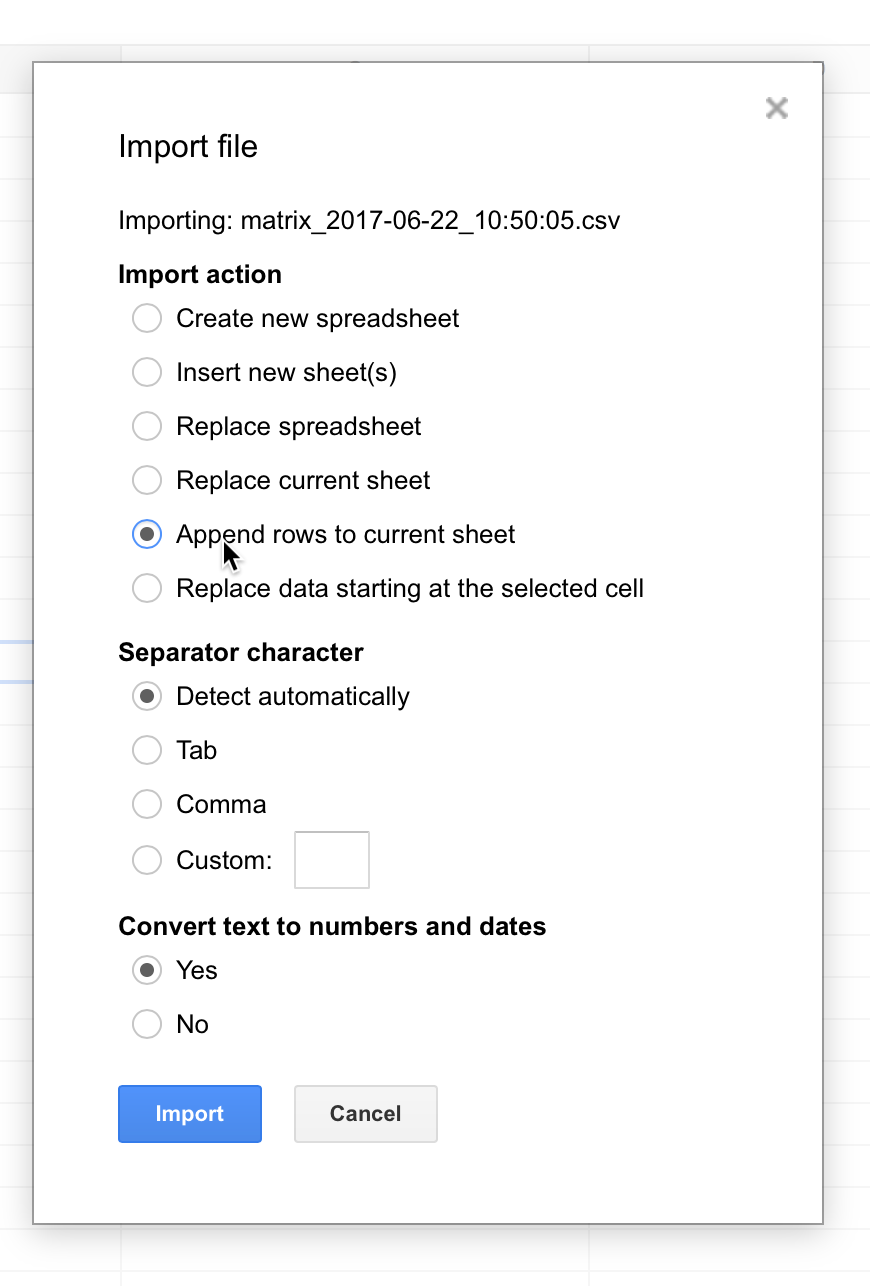 Import file
Importing: matrix_2017-06-22_10:50:05.csv
Import action
Create new spreadsheet
Insert new sheet(s)
Replace spreadsheet
Replace current sheet
Append rows to current sheet
Replace data starting at the selected cell
Separator character
Detect automatically
Tab
Comma
Custom:
Convert text to numbers and dates
Yes
No
Import Cancel